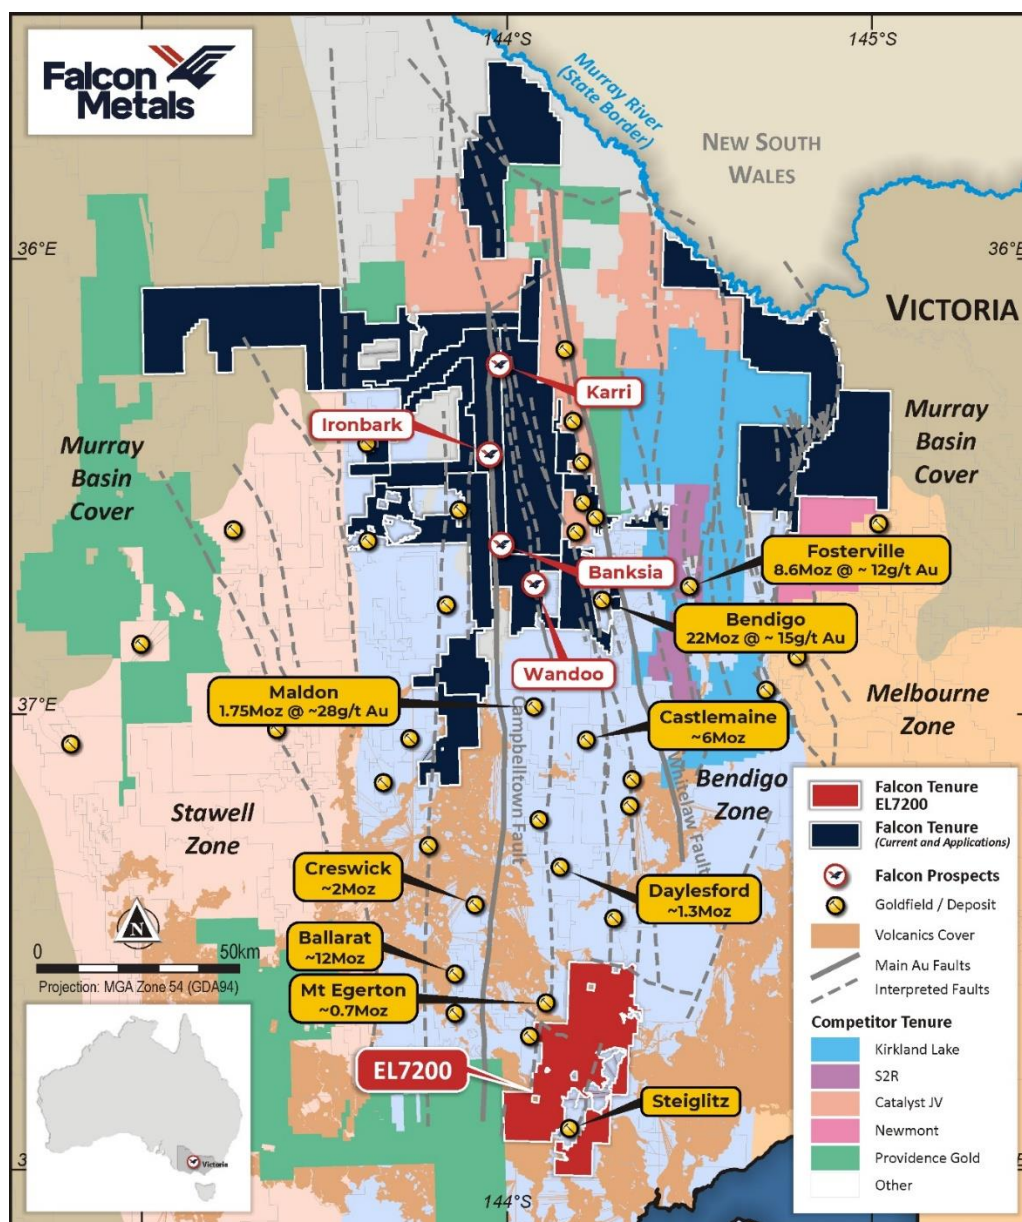 Falcon
Metals
144°S
145°S
Murray River
(State Border)
NEW SOUTH
WALES
36°E
36°E
VICTORIA
Karri
Ironbark
Murray
Basin
Cover
Murray
Basin
Cover
Fosterville
8.6Moz @ ~ 12g/t Au
Banksia
Bendigo
22Moz @ ~ 15g/t Au
Wandoo
Maldon
1.75Moz @ ~28g/t Au
37°E
Melbourne
Zone
Castlemaine
~6Moz
Campbelltown Fault
Whitelaw Fault
Bendigo
Zone
Stawell
Zone
Creswick
~2Moz
Daylesford
~1.3Moz
Ballarat
~12Moz
Mt Egerton
~0.7Moz
N
0
50km
Projection: MGA Zone 54 (GDA94)
EL7200
Steiglitz
Victoria
144°S
Falcon Tenure
EL7200
Falcon Tenure
(Current and Applications)
Falcon Prospects
Goldfield / Deposit
Volcanics Cover
Main Au Faults
Interpreted Faults
Competitor Tenure
Kirkland Lake
S2R
Catalyst JV
Newmont
Providence Gold
Other